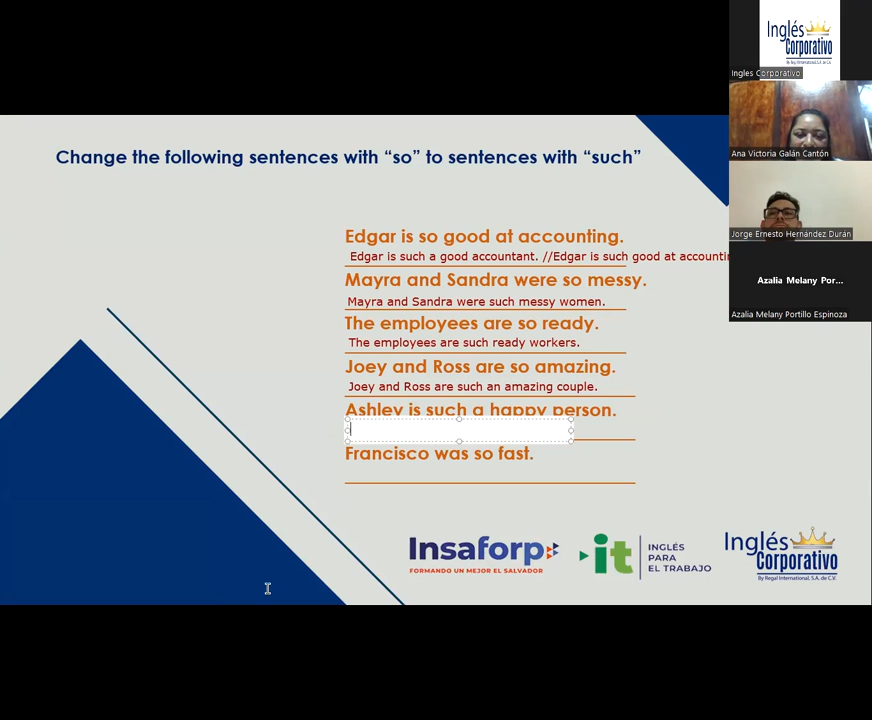 Inglés
Corporativo
By Regal International, S.A. de C.V.
Ingles Corporativo
Ana Victoria Galán Cantón
Jorge Ernesto Hernández Durán
Azalia Melany Por...
Azalia Melany Portillo Espinoza
Change the following sentences with “so” to sentences with “such”
Edgar is so good at accounting.
Edgar is such a good accountant. //Edgar is such good at accountin
Mayra and Sandra were so messy.
Mayra and Sandra were such messy women.
The employees are so ready.
The employees are such ready workers.
Joey and Ross are so amazing.
Joey and Ross are such an amazing couple.
Ashley is such a happy person.
Francisco was so fast.
Insaforp
FORMANDO UN MEJOR EL SALVADOR
it
INGLÉS
PARA
EL TRABAJO
Inglés
Corporativo
By Regal International, S.A. de C.V.